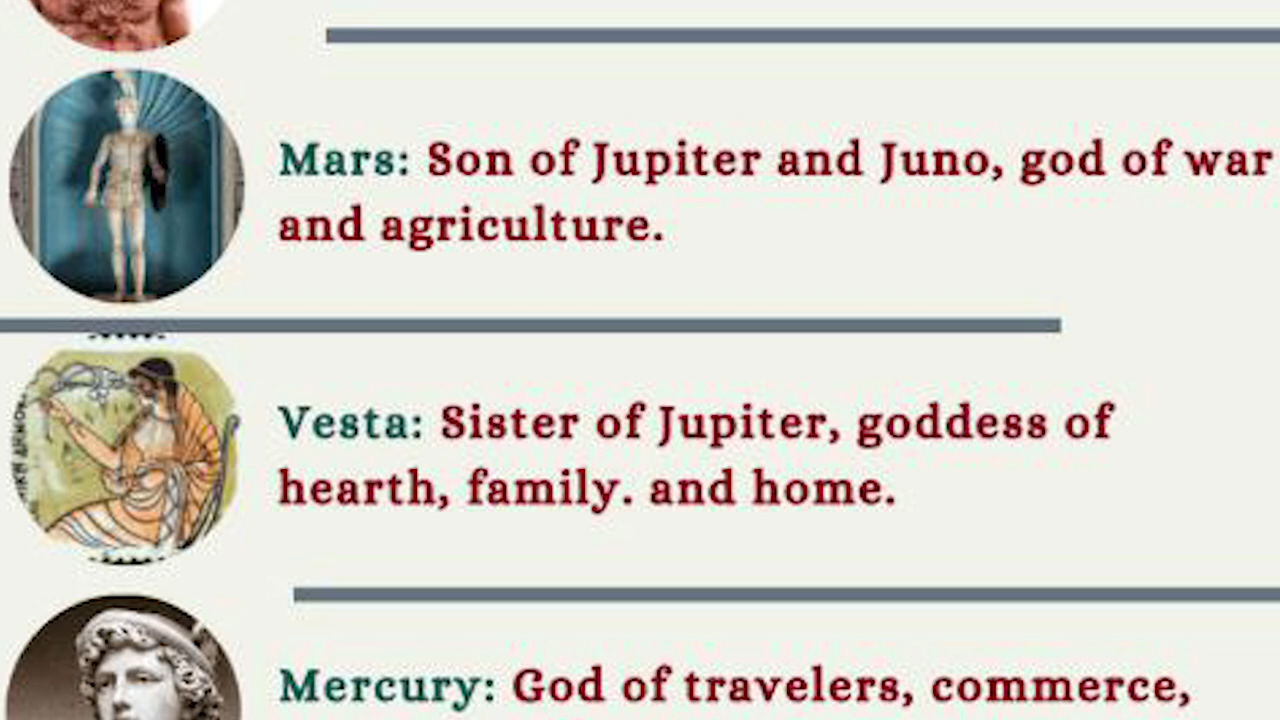 Mars: Son of Jupiter and Juno, god of war
and agriculture.
Vesta: Sister of Jupiter, goddess of
hearth, family. and home.
Mercury: God of travelers, commerce,